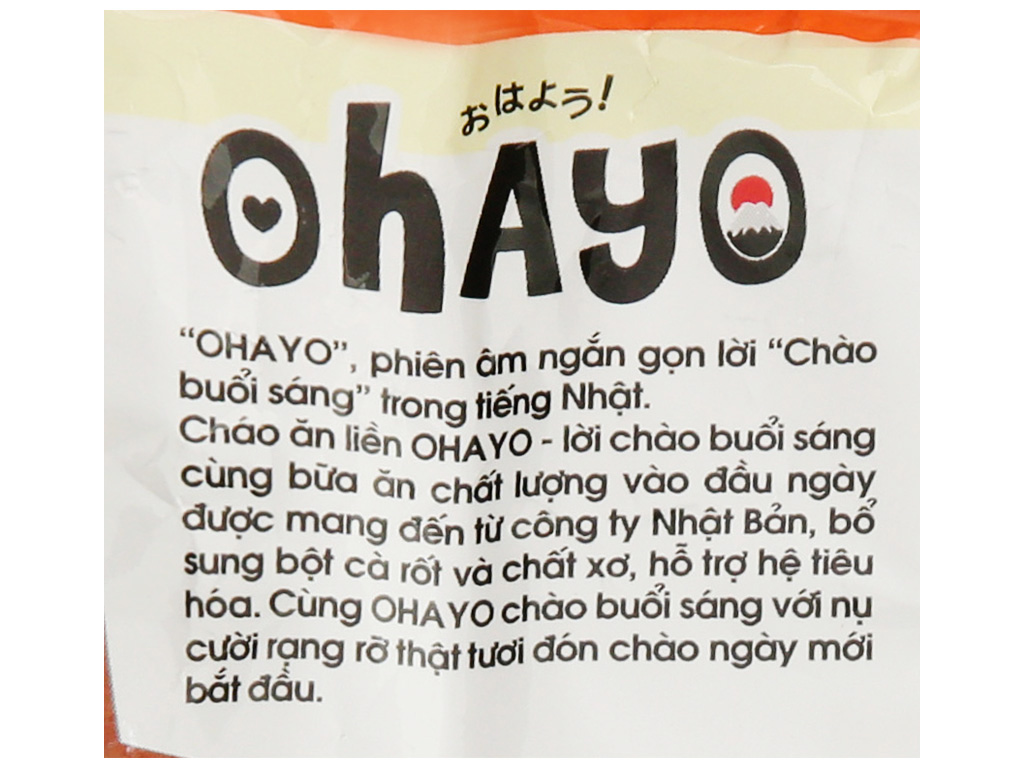 おはよう!
OhAyO
“OHAYO”, phiên âm ngắn gọn lời “Chào
buổi sáng” trong tiếng Nhật.
Cháo ăn liền OHAYO - lời chào buổi sáng
cùng bữa ăn chất lượng vào đầu ngày
được mang đến từ công ty Nhật Bản, bổ
sung bột cà rốt và chất xơ, hỗ trợ hệ tiêu
hóa. Cùng OHAYO chào buổi sáng với nụ
cười rạng rỡ thật tươi đón chào ngày mới
bắt đầu.